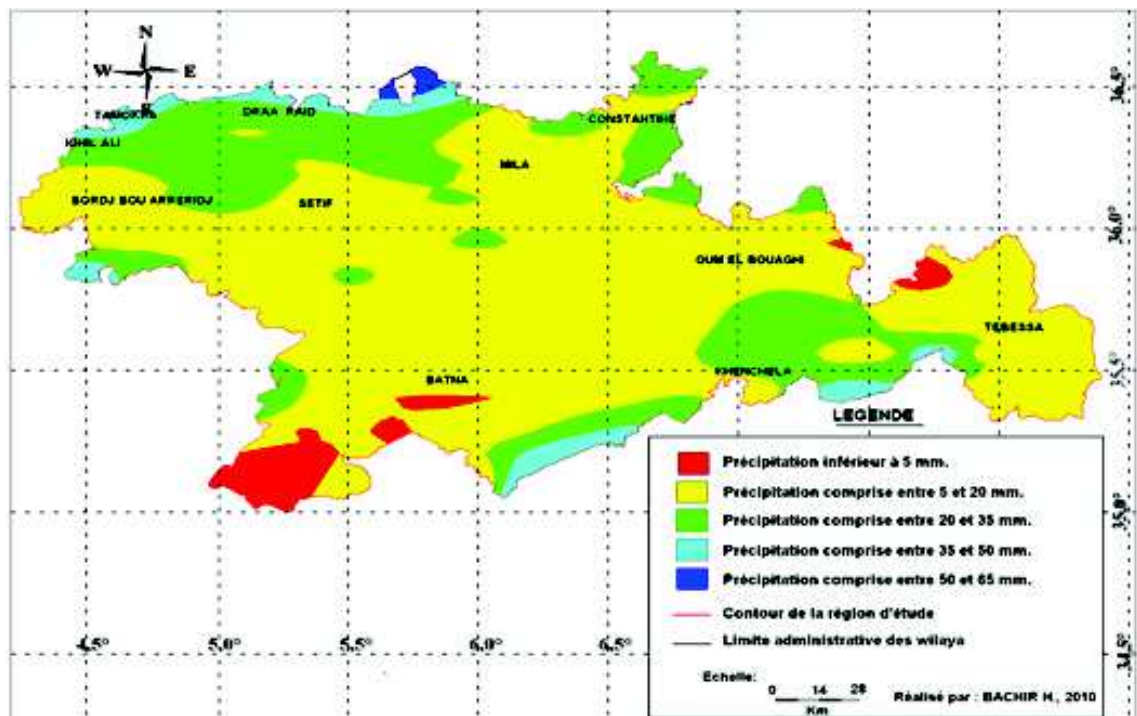 N
W E
S
36,5°
TAMOKRA
DRAA RAID
CONSTANTINE
IGHIL ALI
MILA
BORDJ BOU ARRERIDJ
SETIF
36,0°
OUM EL BOUAGHI
TEBESSA
35,5°
BATNA
KHENCHELA
LEGENDE
Précipitation inférieur à 5 mm.
Précipitation comprise entre 5 et 20 mm.
35,0°
Précipitation comprise entre 20 et 35 mm.
Précipitation comprise entre 35 et 50 mm.
Précipitation comprise entre 50 et 65 mm.
Contour de la région d'étude
Limite administrative des wilaya
4,5° 5,0° 5,5° 6,0° 6,5°
34,5°
Echelle:
0 14 28
Km
Réalisé par : BACHIR H., 2010